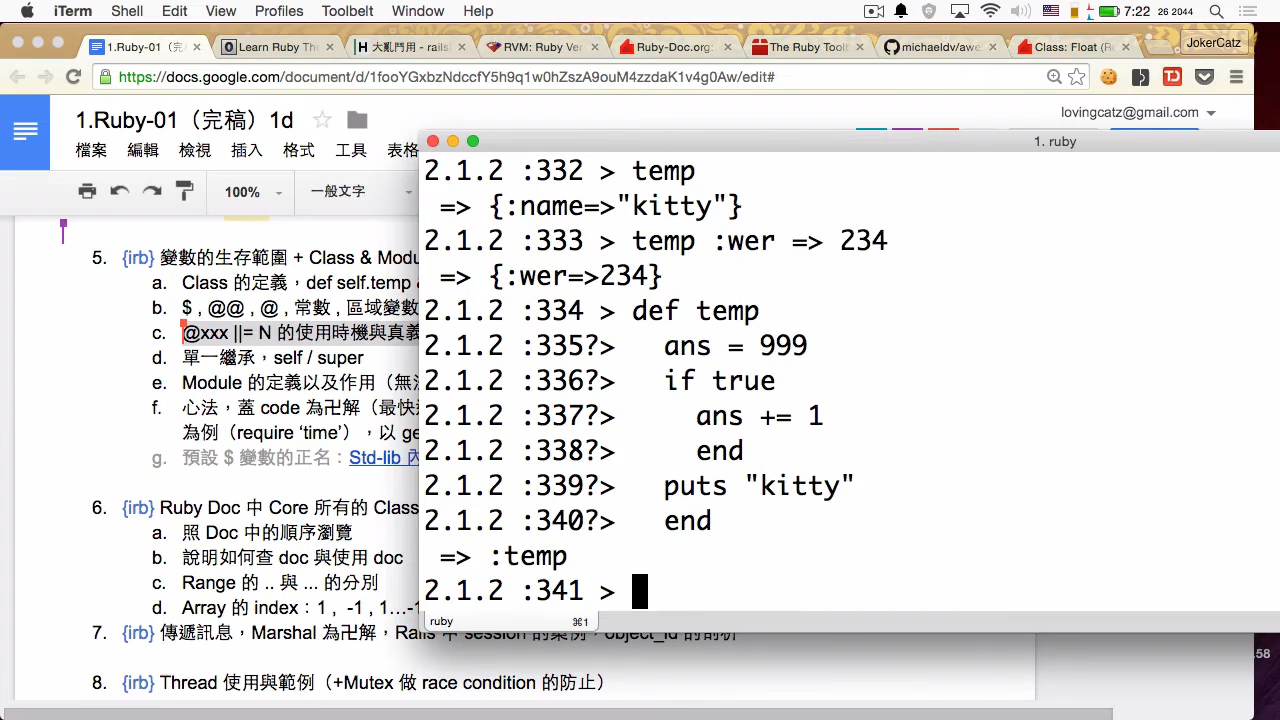 iTerm Shell Edit View Profiles Toolbelt Window Help 7:22 26 2044
1.Ruby-01（完 Learn Ruby The 大亂鬥用 - rails RVM: Ruby Ver Ruby-Doc.org The Ruby Toolb michaeldv/awes Class: Float (R JokerCatz
https://docs.google.com/document/d/1fooYGxbzNdccfY5h9q1w0hZszA9ouM4zzdaK1v4g0Aw/edit#
1.Ruby-01（完稿）1d
lovingcatz@gmail.com
檔案 編輯 檢視 插入 格式 工具 表格
100% 一般文字
5. {irb} 變數的生存範圍 + Class & Modu
a. Class 的定義，def self.temp
b. $ , @@ , @ , 常數 , 區域變數
c. @xxx ||= N 的使用時機與真義
d. 單一繼承，self / super
e. Module 的定義以及作用（無
f. 心法，蓋 code 為卍解（最快
為例（require ‘time’），以 ge
g. 預設 $ 變數的正名：Std-lib 內
6. {irb} Ruby Doc 中 Core 所有的 Class
a. 照 Doc 中的順序瀏覽
b. 說明如何查 doc 與使用 doc
c. Range 的 .. 與 ... 的分別
d. Array 的 index：1 , -1 , 1...-1
7. {irb} 傳遞訊息，Marshal 為卍解，Rails 中 session 的案例，object_id 的剖析
8. {irb} Thread 使用與範例（+Mutex 做 race condition 的防止）
1. ruby
2.1.2 :332 > temp
=> {:name=>"kitty"}
2.1.2 :333 > temp :wer => 234
=> {:wer=>234}
2.1.2 :334 > def temp
2.1.2 :335?> ans = 999
2.1.2 :336?> if true
2.1.2 :337?> ans += 1
2.1.2 :338?> end
2.1.2 :339?> puts "kitty"
2.1.2 :340?> end
=> :temp
2.1.2 :341 >
ruby ⌘1
.58